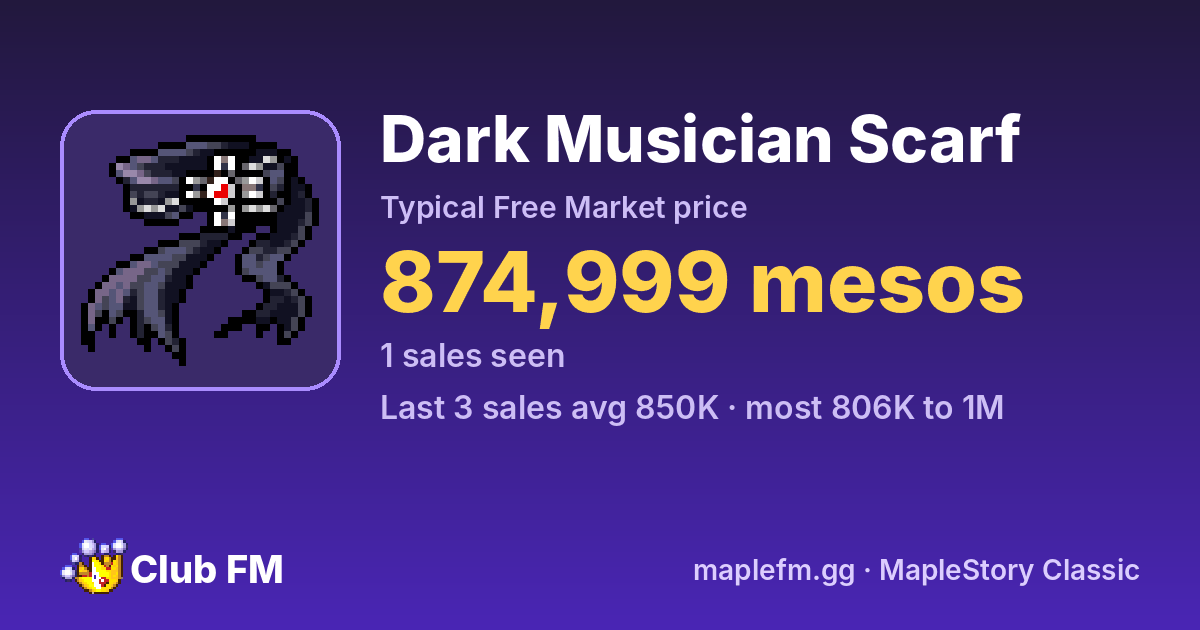 Dark Musician Scarf
Typical Free Market price
874,999 mesos
1 sales seen
Last 3 sales avg 850K · most 806K to 1M
Club FM
maplefm.gg · MapleStory Classic